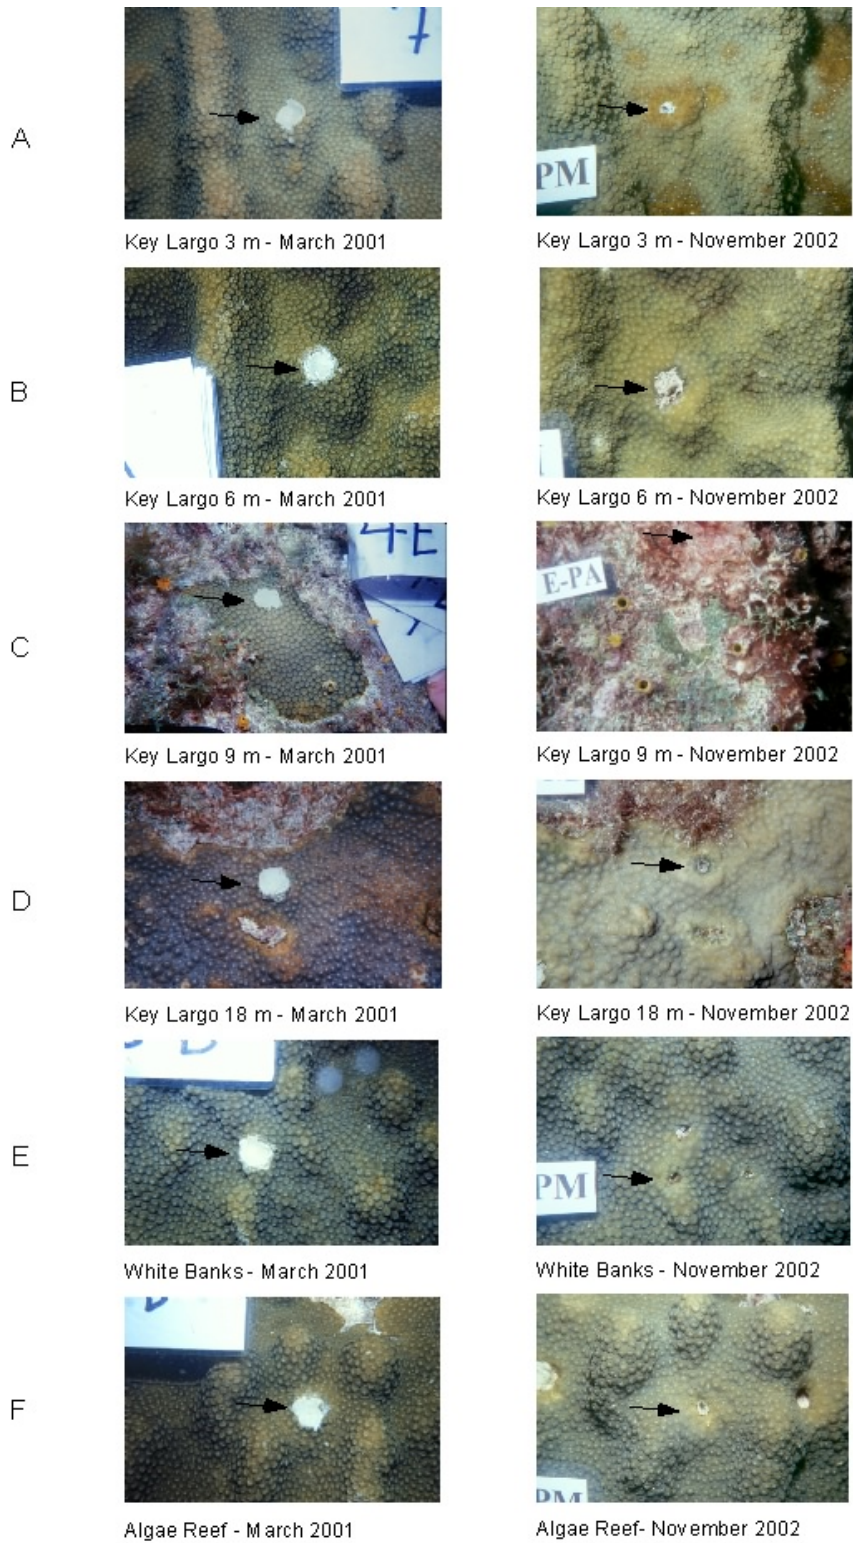 A
7
PM
Key Largo 3 m - March 2001
Key Largo 3 m - November 2002
B
Key Largo 6 m - March 2001
Key Largo 6 m - November 2002
C
4-E
E-PA
Key Largo 9 m - March 2001
Key Largo 9 m - November 2002
D
Key Largo 18 m - March 2001
Key Largo 18 m - November 2002
E
D
PM
White Banks - March 2001
White Banks - November 2002
F
PM
Algae Reef - March 2001
Algae Reef- November 2002